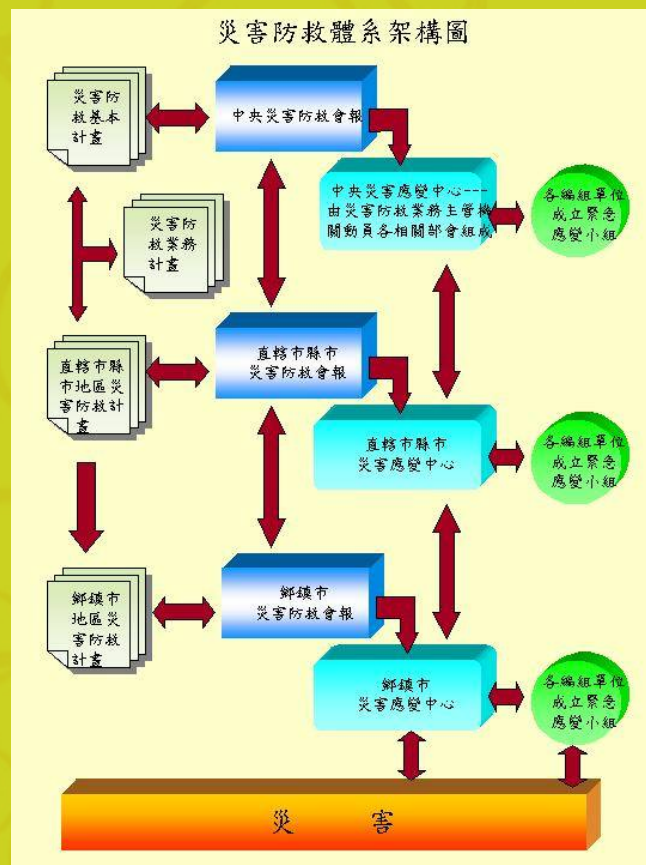 災害防救體系架構圖
災害防
救基本
計畫
中央災害防救會報
災害防
救業務
計畫
中央災害應變中心---
由災害防救業務主管機
關動員各相關部會組成
各編組單位
成立緊急
應變小組
直轄市縣
市地區災
害防救計
畫
直轄市縣市
災害防救會報
直轄市縣市
災害應變中心
各編組單位
成立緊急
應變小組
鄉鎮市
地區災
害防救
計畫
鄉鎮市
災害防救會報
鄉鎮市
災害應變中心
各編組單位
成立緊急
應變小組
災 害